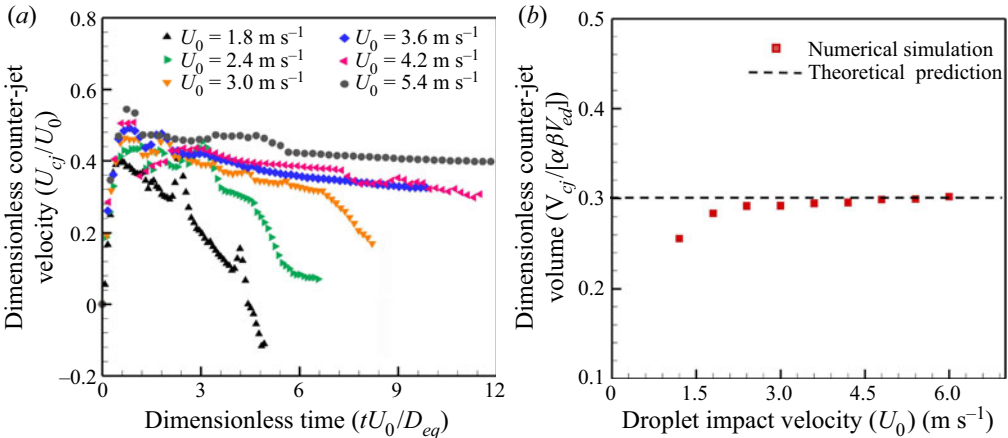 (a)
0.8
0.6
0.4
0.2
0
–0.2
U0 = 1.8 m s–1
U0 = 2.4 m s–1
U0 = 3.0 m s–1
U0 = 3.6 m s–1
U0 = 4.2 m s–1
U0 = 5.4 m s–1
Dimensionless counter-jet
velocity (Ucj/U0)
0 3 6 9 12
Dimensionless time (tU0/Deq)
(b)
0.5
0.4
0.3
0.2
0.1
Numerical simulation
Theoretical prediction
Dimensionless counter-jet
volume (Vcj/[αβVed])
0 1.5 3.0 4.5 6.0
Droplet impact velocity (U0) (m s–1)